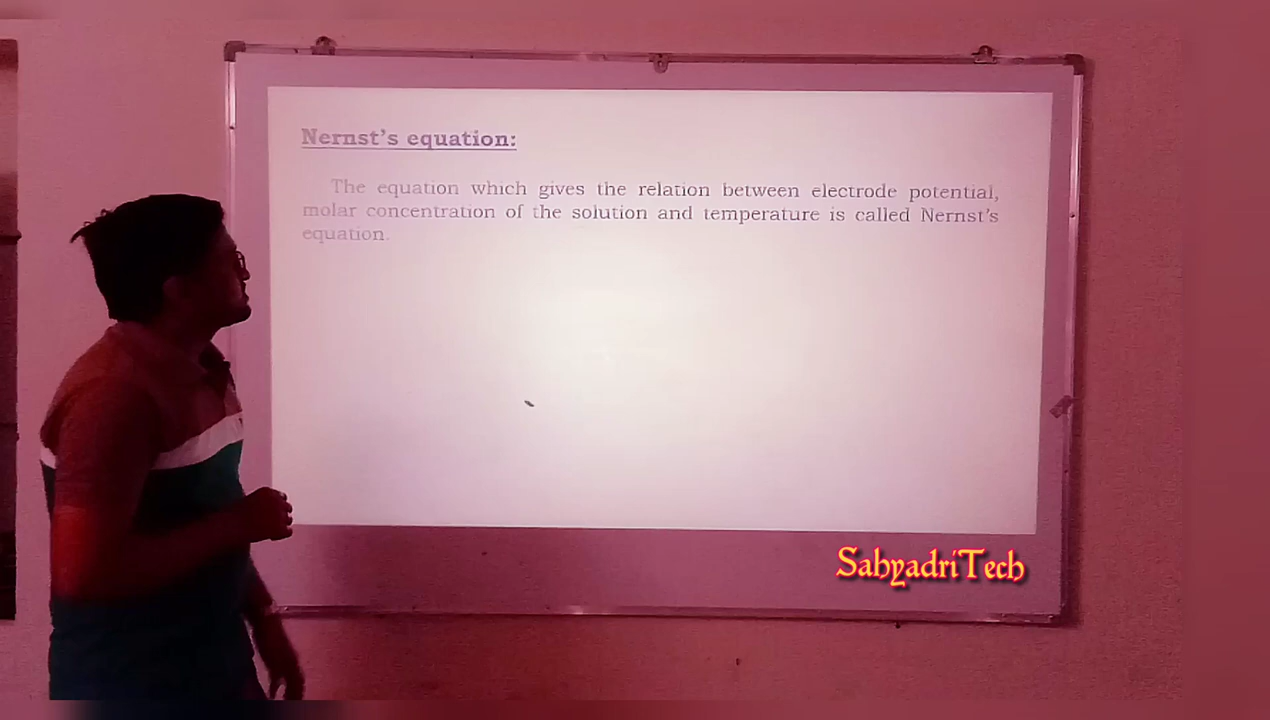 Nernst's equation:
The equation which gives the relation between electrode potential,
molar concentration of the solution and temperature is called Nernst's
equation.
SahyadriTech